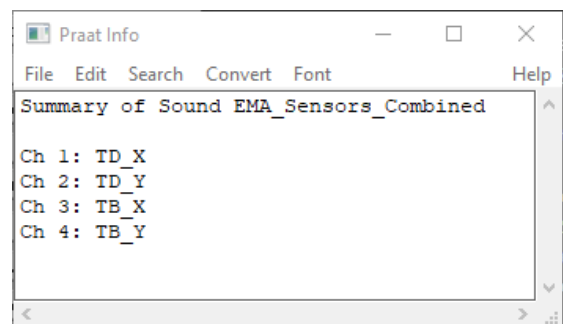 Praat Info
File Edit Search Convert Font Help
Summary of Sound EMA_Sensors_Combined
Ch 1: TD_X
Ch 2: TD_Y
Ch 3: TB_X
Ch 4: TB_Y